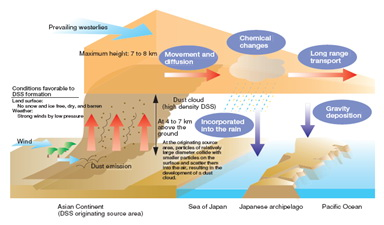 Prevailing westerlies
Maximum height: 7 to 8 km
Movement and
diffusion
Chemical
changes
Long range
transport
Conditions favorable to
DSS formation
Land surface:
No snow and ice free, dry, and barren
Weather:
Strong winds by low pressure
Dust cloud
(high density DSS)
At 4 to 7 km
above the
ground
At the originating source
area, particles of relatively
large diameter collide with
smaller particles on the
surface and scatter them
into the air, resulting in the
development of a dust
cloud.
Incorporated
into the rain
Gravity
deposition
Wind
Dust emission
Asian Continent
(DSS originating source area)
Sea of Japan
Japanese archipelago
Pacific Ocean